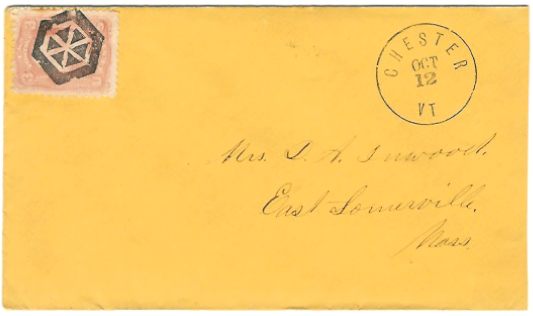 CHESTER
OCT
12
VT
Mrs. L. A. Inwood.
East Somerville,
Mass.